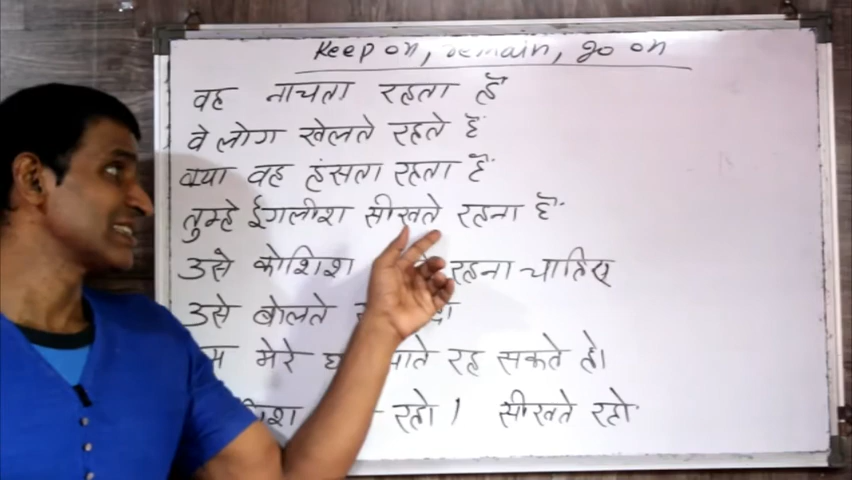 Keep on, remain, go on
वह नाचता रहता है
वे लोग खेलते रहते है
क्या वह हंसता रहता है
तुम्हे ईंगलीश सीखते रहना है
उसे कोशिश रहना चाहिए
उसे बोलते
मेरे रह सकते हो।
रहो। सीखते रहो